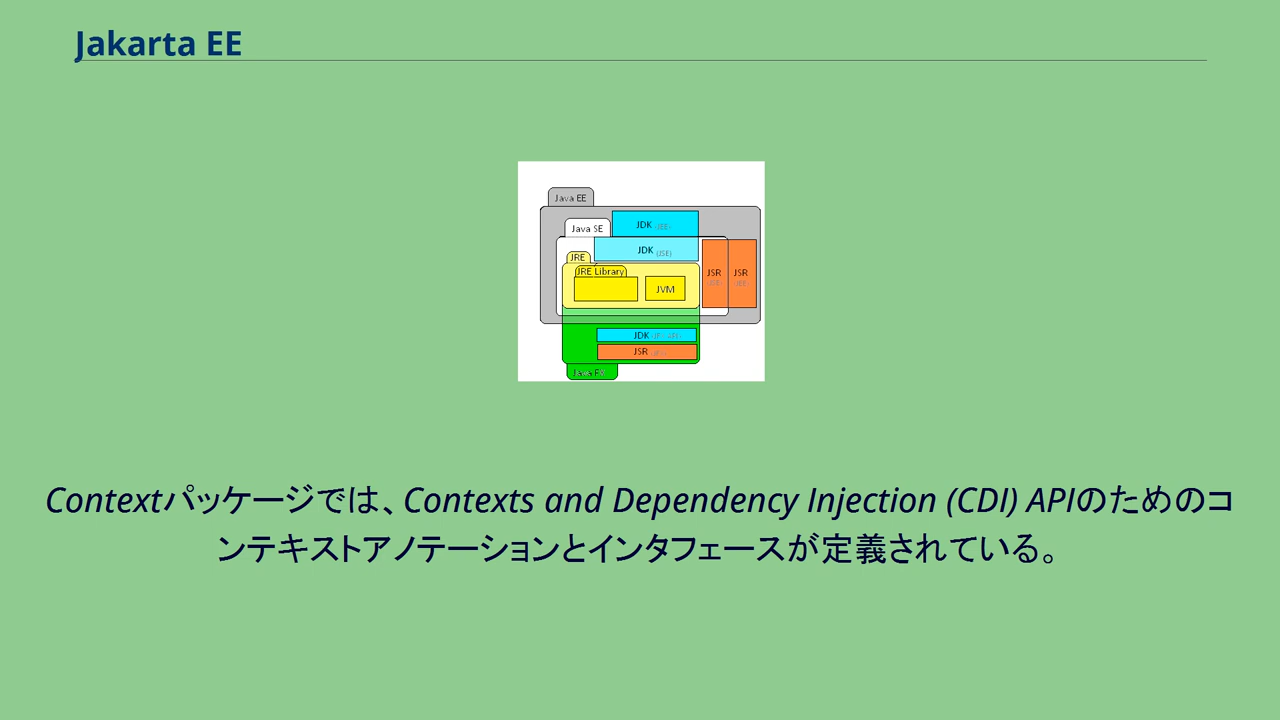 Jakarta EE
Java EE
JDK (JEE)
Java SE
JDK (JSE)
JRE
JRE Library
JVM
JSR JSR
JDK
JSR
Java FX
Contextパッケージでは、Contexts and Dependency Injection (CDI) APIのためのコ
ンテキストアノテーションとインタフェースが定義されている。